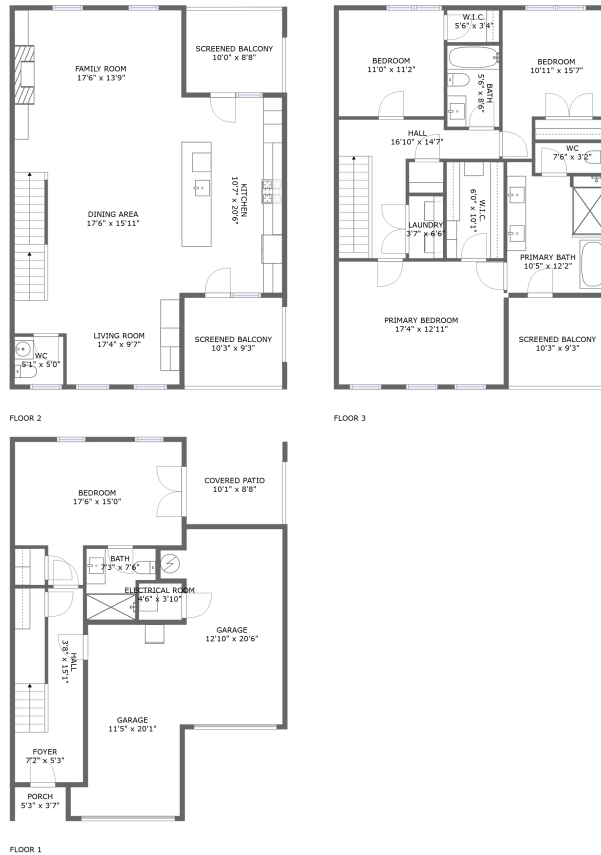 FAMILY ROOM
17'6" x 13'9"
SCREENED BALCONY
10'0" x 8'8"
KITCHEN
10'7" x 20'6"
DINING AREA
17'6" x 15'11"
LIVING ROOM
17'4" x 9'7"
SCREENED BALCONY
10'3" x 9'3"
WC
5'1" x 5'0"
FLOOR 2
W.I.C.
5'6" x 3'4"
BEDROOM
11'0" x 11'2"
BATH
5'6" x 8'6"
BEDROOM
10'11" x 15'7"
HALL
16'10" x 14'7"
WC
7'6" x 3'2"
W.I.C.
6'0" x 10'1"
LAUNDRY
3'7" x 6'6"
PRIMARY BATH
10'5" x 12'2"
PRIMARY BEDROOM
17'4" x 12'11"
SCREENED BALCONY
10'3" x 9'3"
FLOOR 3
BEDROOM
17'6" x 15'0"
COVERED PATIO
10'1" x 8'8"
BATH
7'3" x 7'6"
ELECTRICAL ROOM
4'6" x 3'10"
GARAGE
12'10" x 20'6"
HALL
3'8" x 15'1"
GARAGE
11'5" x 20'1"
FOYER
7'2" x 5'3"
PORCH
5'3" x 3'7"
FLOOR 1